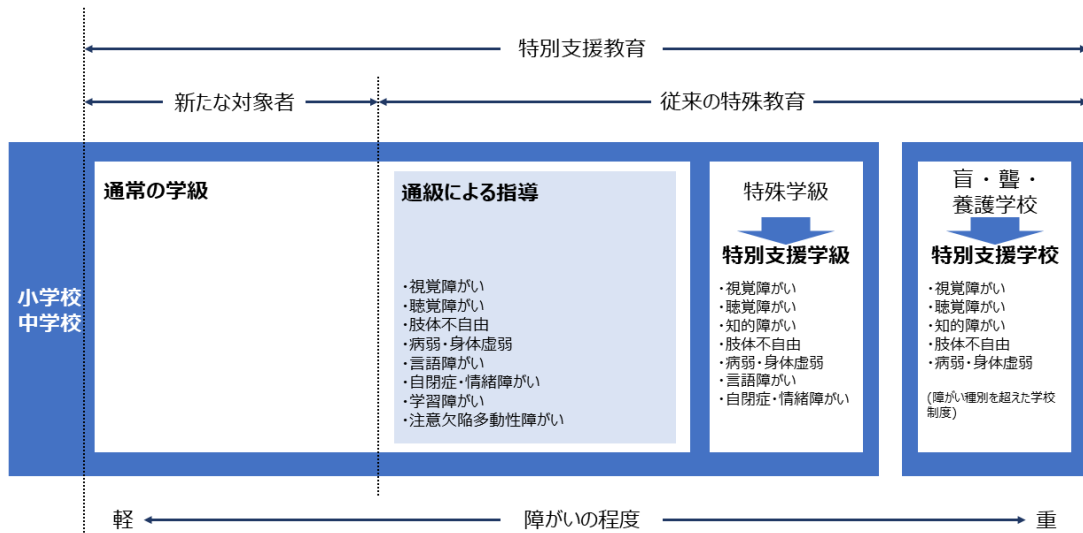 特別支援教育
新たな対象者
従来の特殊教育
小学校
中学校
通常の学級
通級による指導
・視覚障がい
・聴覚障がい
・肢体不自由
・病弱・身体虚弱
・言語障がい
・自閉症・情緒障がい
・学習障がい
・注意欠陥多動性障がい
特殊学級
特別支援学級
・視覚障がい
・聴覚障がい
・知的障がい
・肢体不自由
・病弱・身体虚弱
・言語障がい
・自閉症・情緒障がい
盲・聾・
養護学校
特別支援学校
・視覚障がい
・聴覚障がい
・知的障がい
・肢体不自由
・病弱・身体虚弱
(障がい種別を超えた学校
制度)
軽
障がいの程度
重